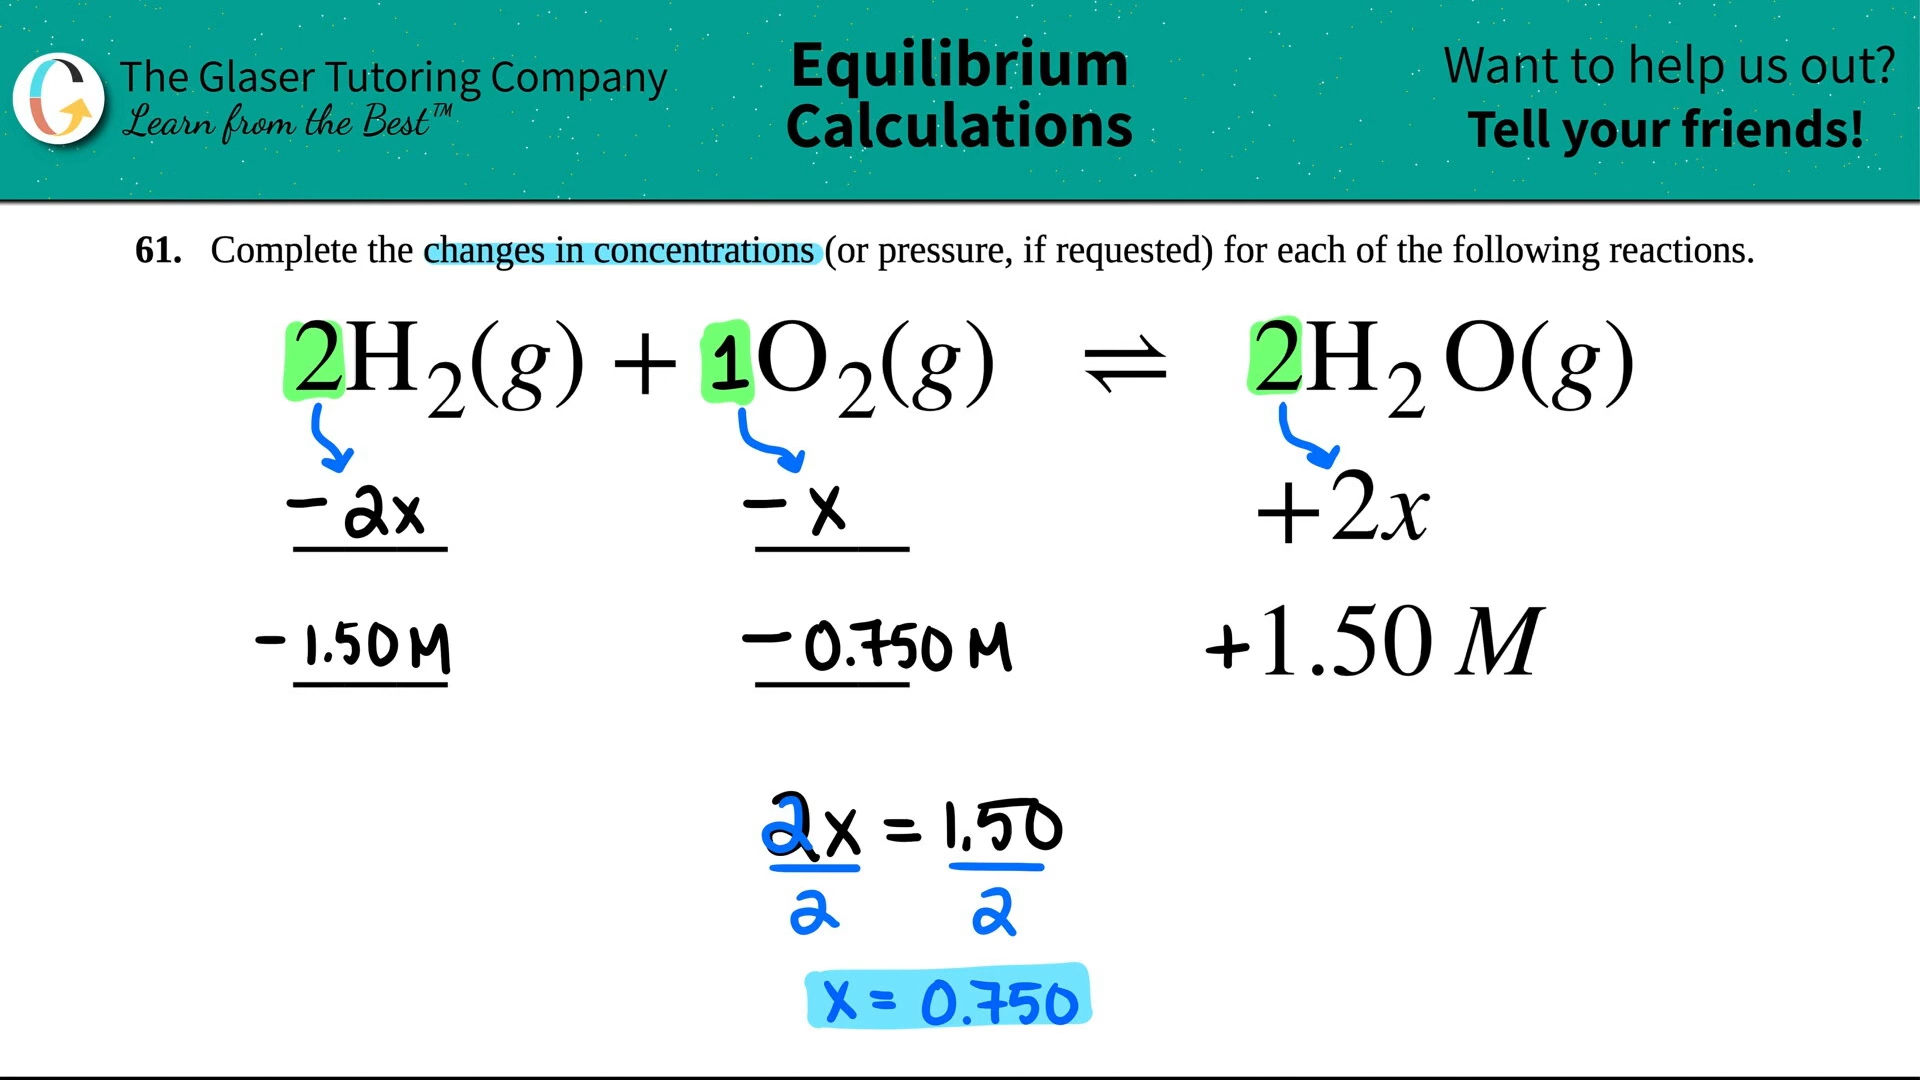 The Glaser Tutoring Company
Learn from the Best™
Equilibrium
Calculations
Want to help us out?
Tell your friends!
61. Complete the changes in concentrations (or pressure, if requested) for each of the following reactions.
2H₂(g) + 1O₂(g) ⇌ 2H₂O(g)
-2x -x +2x
-1.50M -0.750M +1.50 M
2x = 1.50
2 2
x = 0.750